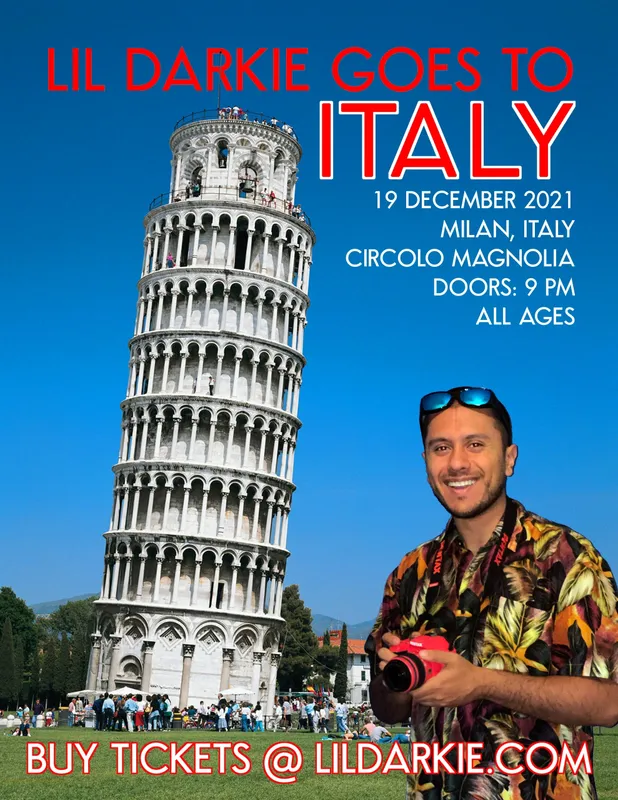 LIL DARKIE GOES TO
ITALY
19 DECEMBER 2021
MILAN, ITALY
CIRCOLO MAGNOLIA
DOORS: 9 PM
ALL AGES
BUY TICKETS @ LILDARKIE.COM